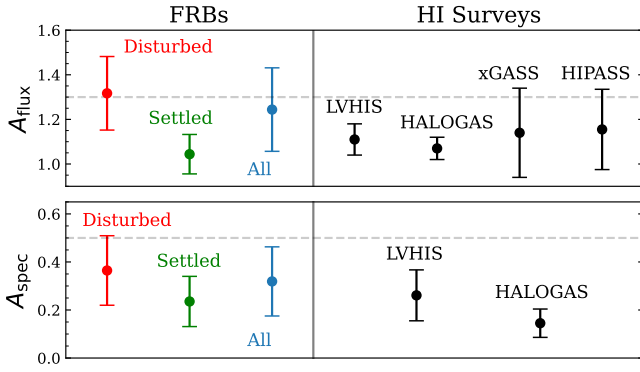 FRBs HI Surveys
1.6
Disturbed
1.4
xGASS HIPASS
A_flux
LVHIS
1.2
Settled
HALOGAS
1.0
All
0.6
Disturbed
LVHIS
0.4
Settled
A_spec
HALOGAS
0.2
All
0.0